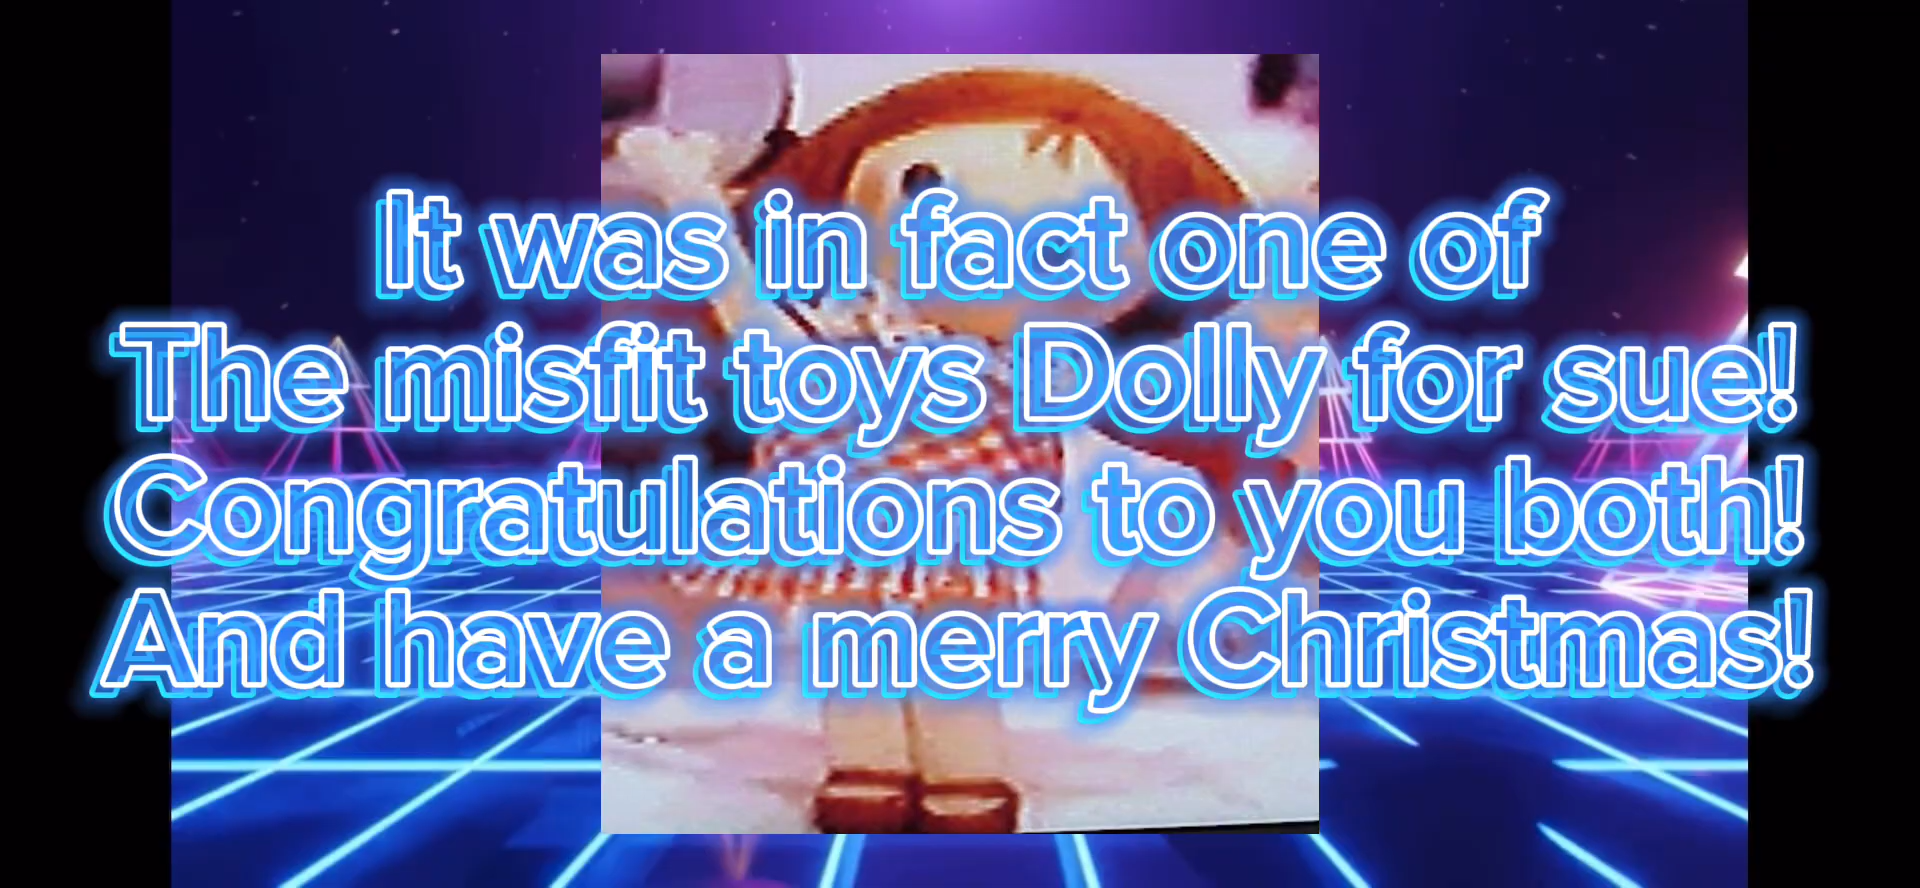 It was in fact one of
The misfit toys Dolly for sue!
Congratulations to you both!
And have a merry Christmas!